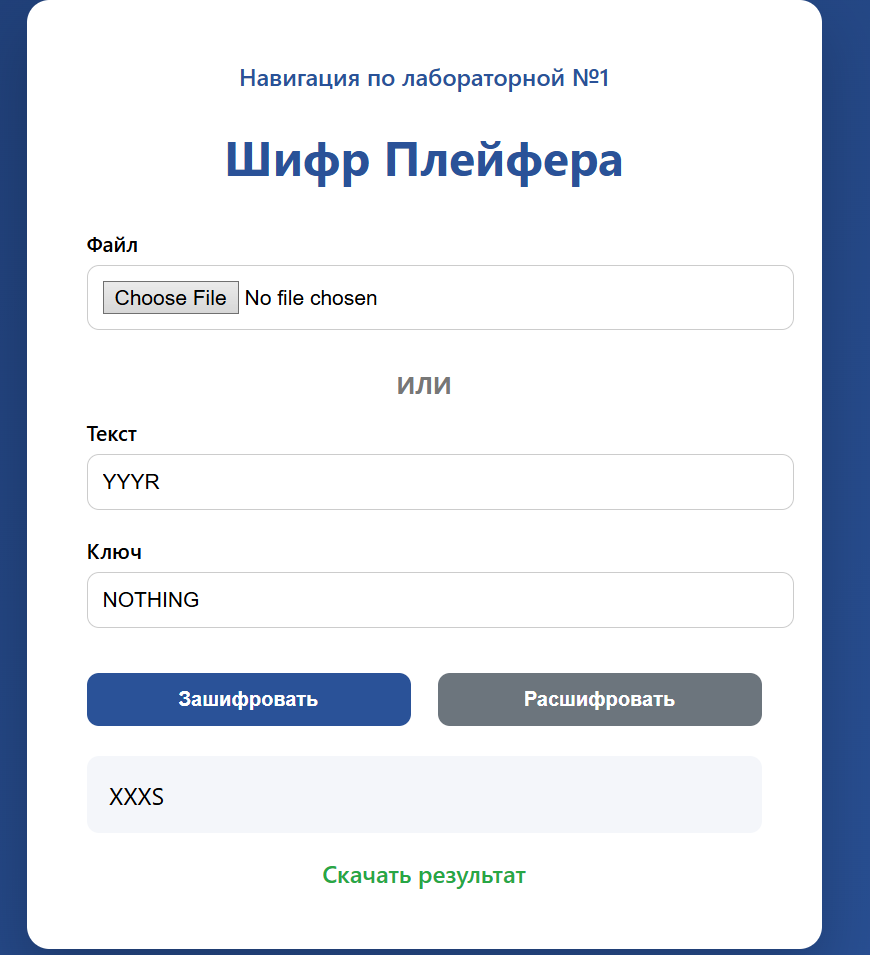 Навигация по лабораторной №1
Шифр Плейфера
Файл
Choose File No file chosen
ИЛИ
Текст
YYYR
Ключ
NOTHING
Зашифровать Расшифровать
XXXS
Скачать результат